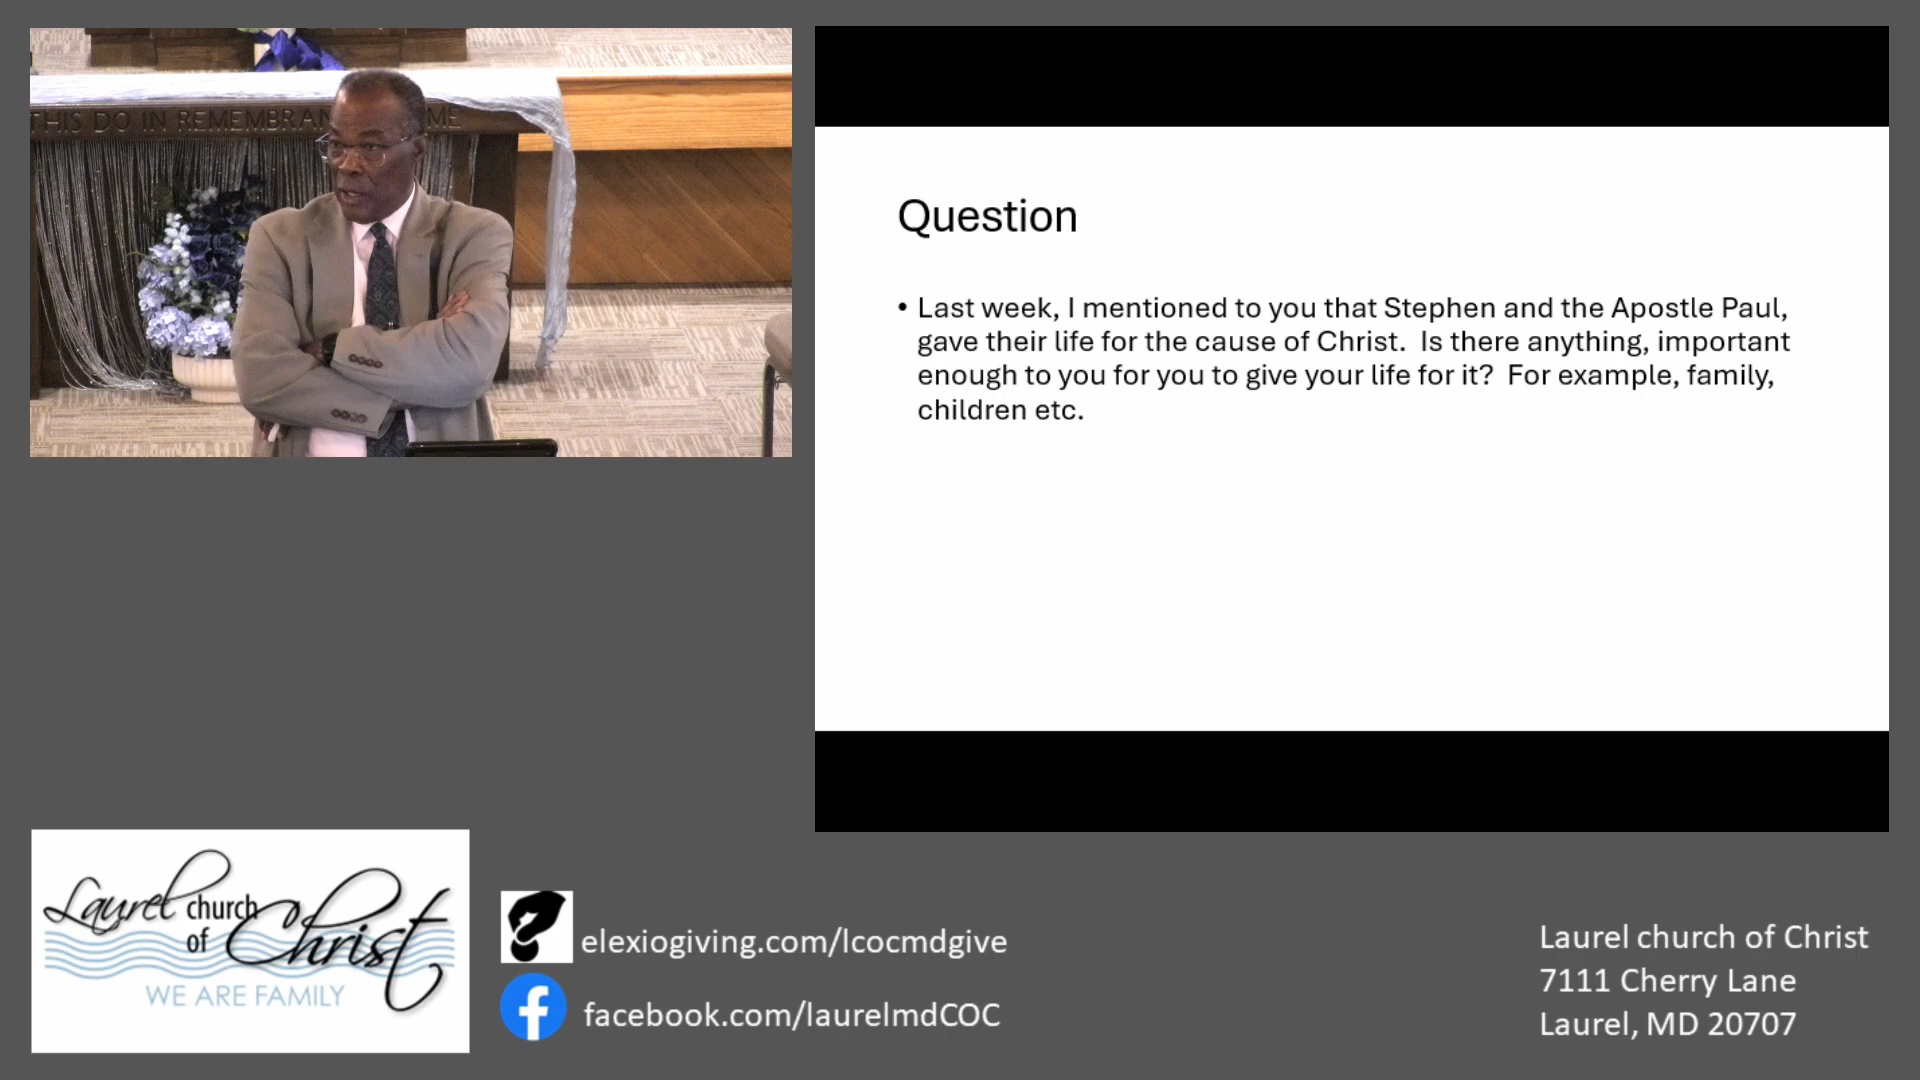 THIS DO IN REMEMBRAN ME
Question
• Last week, I mentioned to you that Stephen and the Apostle Paul,
gave their life for the cause of Christ.  Is there anything, important
enough to you for you to give your life for it?  For example, family,
children etc.
Laurel church
of Christ
WE ARE FAMILY
elexiogiving.com/lcocmdgive
facebook.com/laurelmdCOC
Laurel church of Christ
7111 Cherry Lane
Laurel, MD 20707